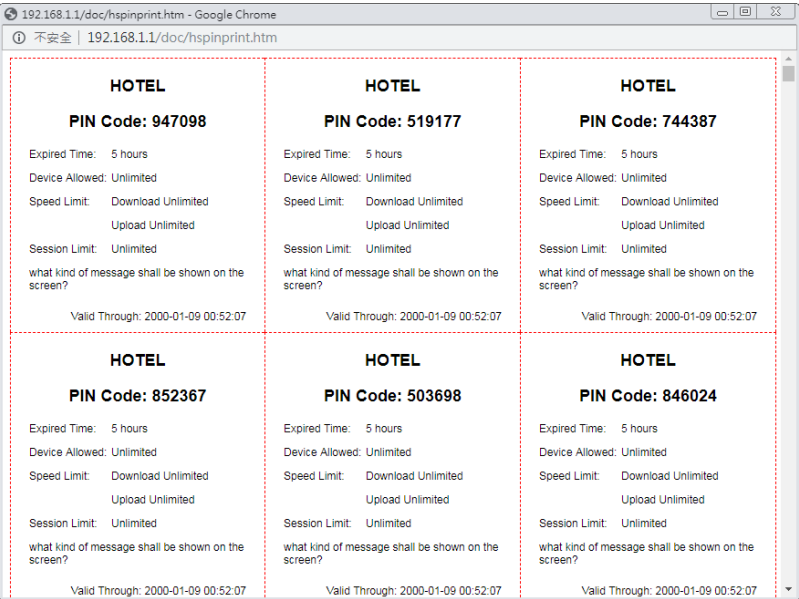 192.168.1.1/doc/hspinprint.htm - Google Chrome
不安全 | 192.168.1.1/doc/hspinprint.htm
HOTEL
PIN Code: 947098
Expired Time: 5 hours
Device Allowed: Unlimited
Speed Limit: Download Unlimited
Upload Unlimited
Session Limit: Unlimited
what kind of message shall be shown on the
screen?
Valid Through: 2000-01-09 00:52:07
HOTEL
PIN Code: 519177
Expired Time: 5 hours
Device Allowed: Unlimited
Speed Limit: Download Unlimited
Upload Unlimited
Session Limit: Unlimited
what kind of message shall be shown on the
screen?
Valid Through: 2000-01-09 00:52:07
HOTEL
PIN Code: 744387
Expired Time: 5 hours
Device Allowed: Unlimited
Speed Limit: Download Unlimited
Upload Unlimited
Session Limit: Unlimited
what kind of message shall be shown on the
screen?
Valid Through: 2000-01-09 00:52:07
HOTEL
PIN Code: 852367
Expired Time: 5 hours
Device Allowed: Unlimited
Speed Limit: Download Unlimited
Upload Unlimited
Session Limit: Unlimited
what kind of message shall be shown on the
screen?
Valid Through: 2000-01-09 00:52:07
HOTEL
PIN Code: 503698
Expired Time: 5 hours
Device Allowed: Unlimited
Speed Limit: Download Unlimited
Upload Unlimited
Session Limit: Unlimited
what kind of message shall be shown on the
screen?
Valid Through: 2000-01-09 00:52:07
HOTEL
PIN Code: 846024
Expired Time: 5 hours
Device Allowed: Unlimited
Speed Limit: Download Unlimited
Upload Unlimited
Session Limit: Unlimited
what kind of message shall be shown on the
screen?
Valid Through: 2000-01-09 00:52:07